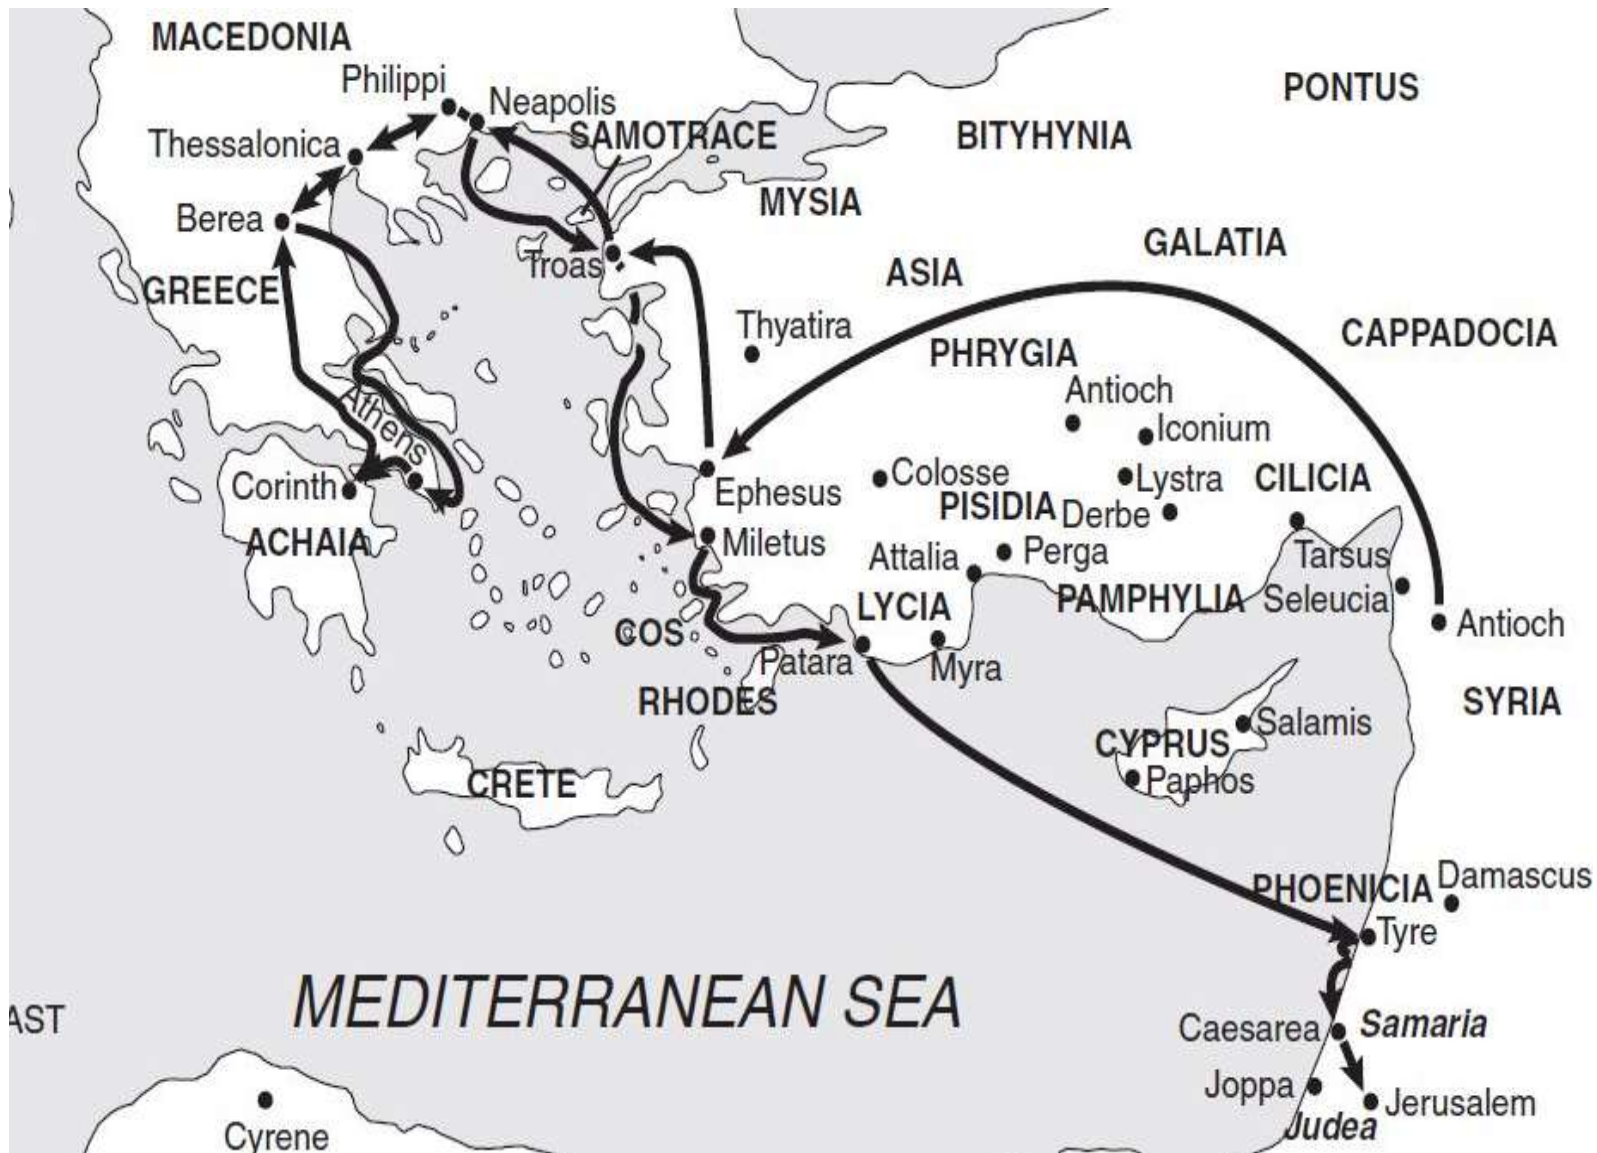 MACEDONIA
Philippi
Neapolis
PONTUS
SAMOTRACE
BITYHYNIA
Thessalonica
MYSIA
Berea
GALATIA
Troas
ASIA
GREECE
Thyatira
CAPPADOCIA
PHRYGIA
Antioch
Athens
Iconium
Colosse
Lystra
CILICIA
Corinth
Ephesus
PISIDIA
Derbe
ACHAIA
Miletus
Attalia
Perga
Tarsus
LYCIA
PAMPHYLIA
Seleucia
Antioch
COS
Patara
Myra
RHODES
SYRIA
Salamis
CYPRUS
Paphos
CRETE
PHOENICIA
Damascus
Tyre
MEDITERRANEAN SEA
AST
Caesarea
Samaria
Joppa
Jerusalem
Judea
Cyrene